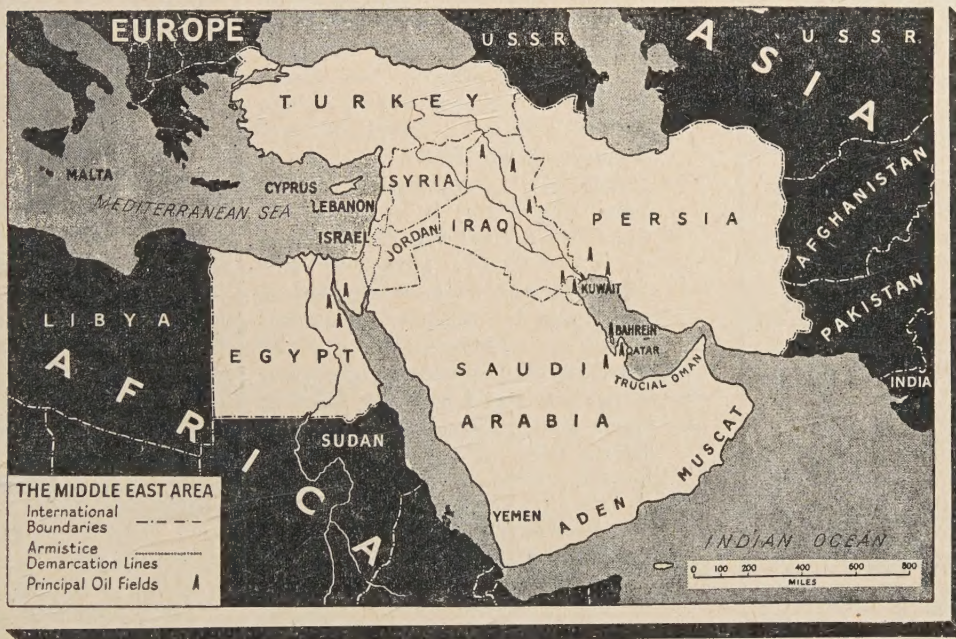 EUROPE
U.S.S.R.
ASIA
U.S.S.R.
TURKEY
MALTA
CYPRUS
SYRIA
MEDITERRANEAN SEA
LEBANON
ISRAEL
JORDAN
IRAQ
PERSIA
AFGHANISTAN
KUWAIT
PAKISTAN
LIBYA
BAHREIN
QATAR
EGYPT
SAUDI
ARABIA
TRUCIAL OMAN
INDIA
AFRICA
SUDAN
MUSCAT
ADEN
YEMEN
INDIAN OCEAN
THE MIDDLE EAST AREA
International
Boundaries
Armistice
Demarcation Lines
Principal Oil Fields
0 100 200 400 600 800
MILES